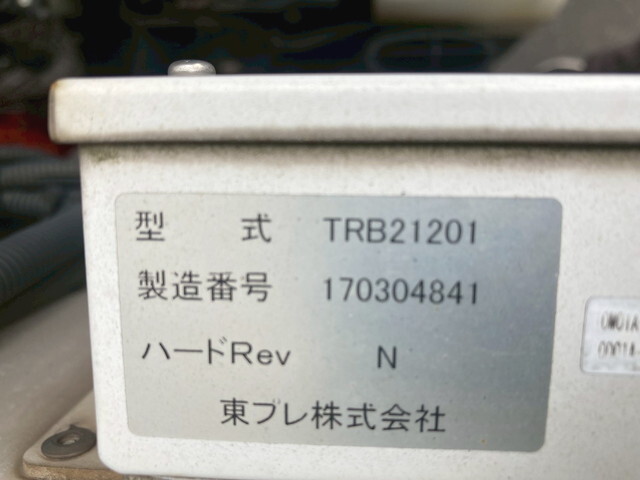 型 式 TRB21201
製造番号 170304841
ハードRev N
東プレ株式会社